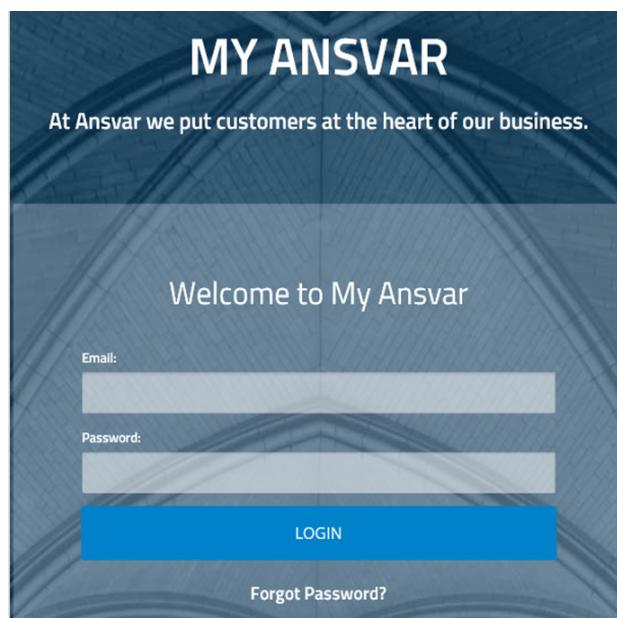 MY ANSVAR
At Ansvar we put customers at the heart of our business.
Welcome to My Ansvar
Email:
Password:
LOGIN
Forgot Password?